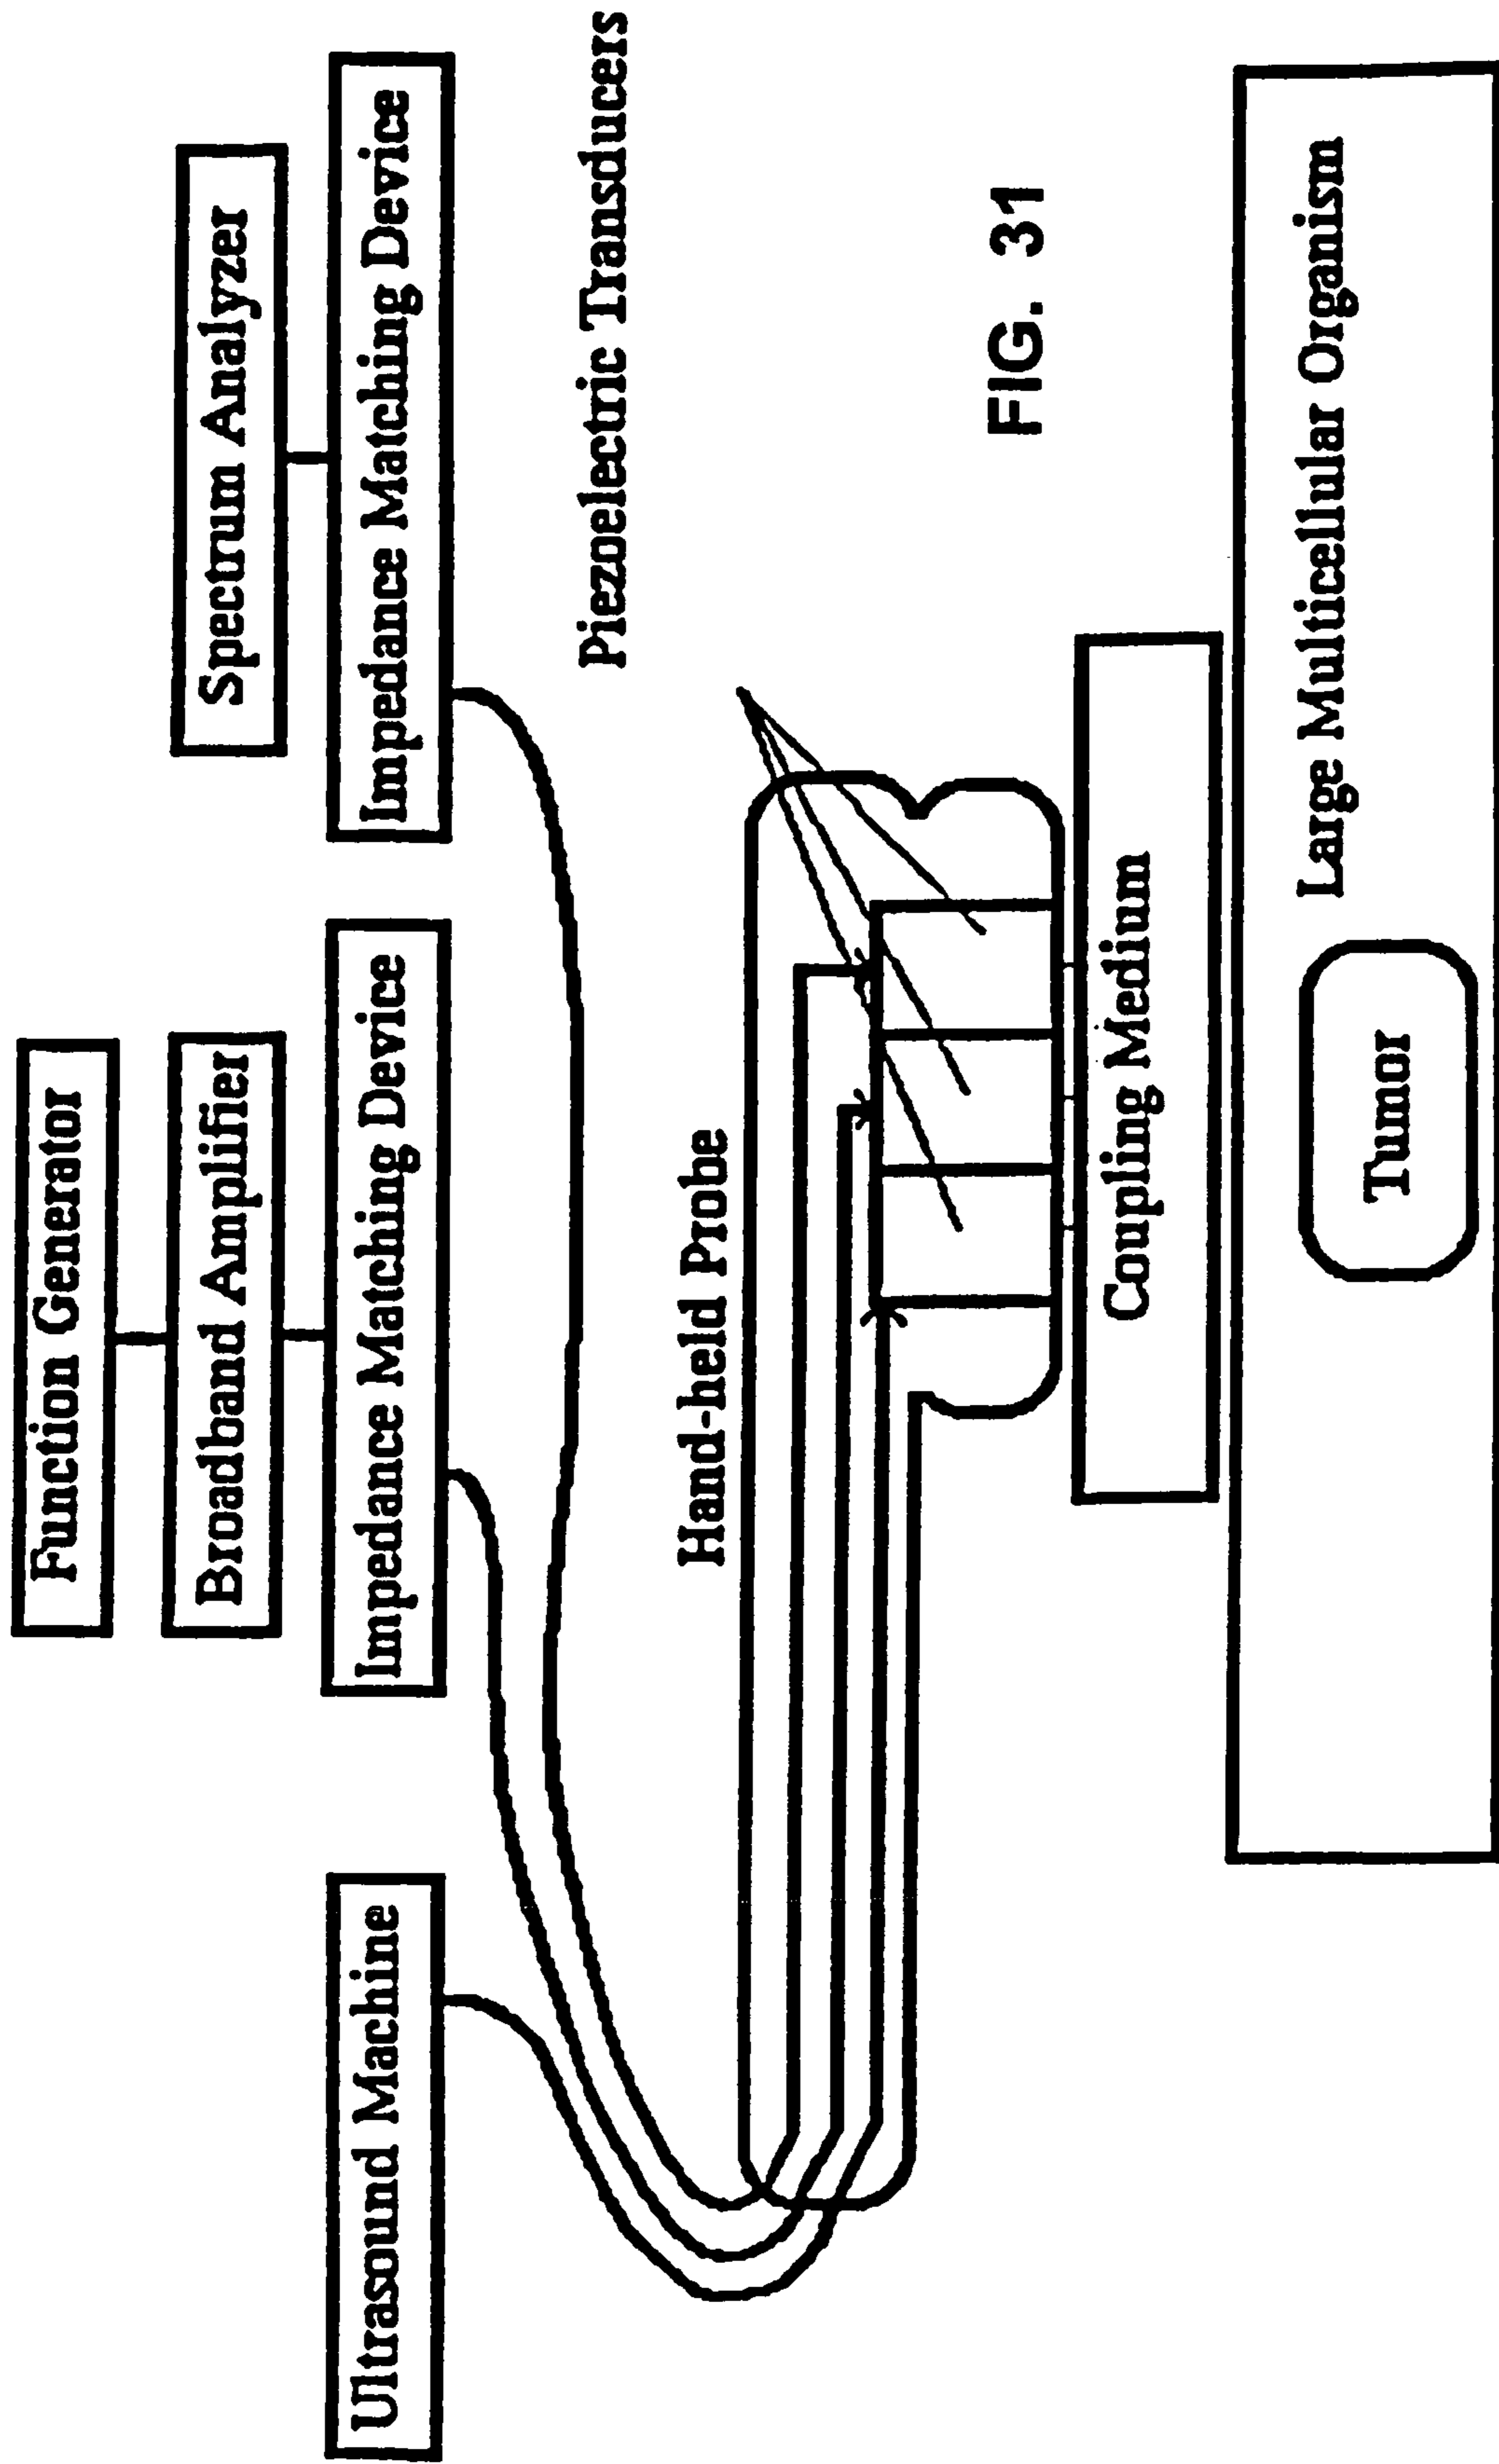 Function Generator
Broadband Amplifier
Spectrum Analyzer
Ultrasound Machine
Impedance Matching Device
Impedance Matching Device
Piezoelectric Transducers
Hand-held Probe
FIG. 31
Coupling Medium
Large Multicellular Organism
Tumor